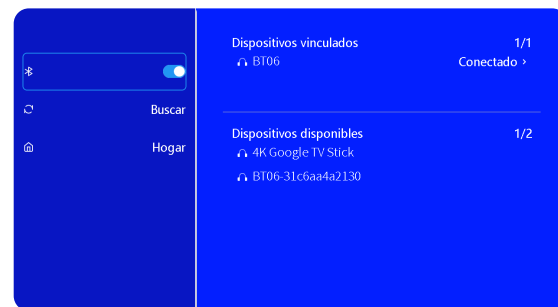 Buscar
Hogar
Dispositivos vinculados 1/1
BT06 Conectado >
Dispositivos disponibles 1/2
4K Google TV Stick
BT06-31c6aa4a2130